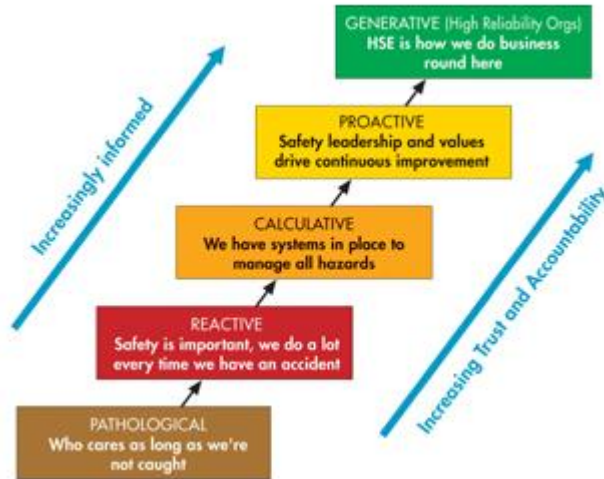 GENERATIVE (High Reliability Orgs)
HSE is how we do business
round here
PROACTIVE
Safety leadership and values
drive continuous improvement
Increasingly informed
CALCULATIVE
We have systems in place to
manage all hazards
Increasing Trust and Accountability
REACTIVE
Safety is important, we do a lot
every time we have an accident
PATHOLOGICAL
Who cares as long as we're
not caught